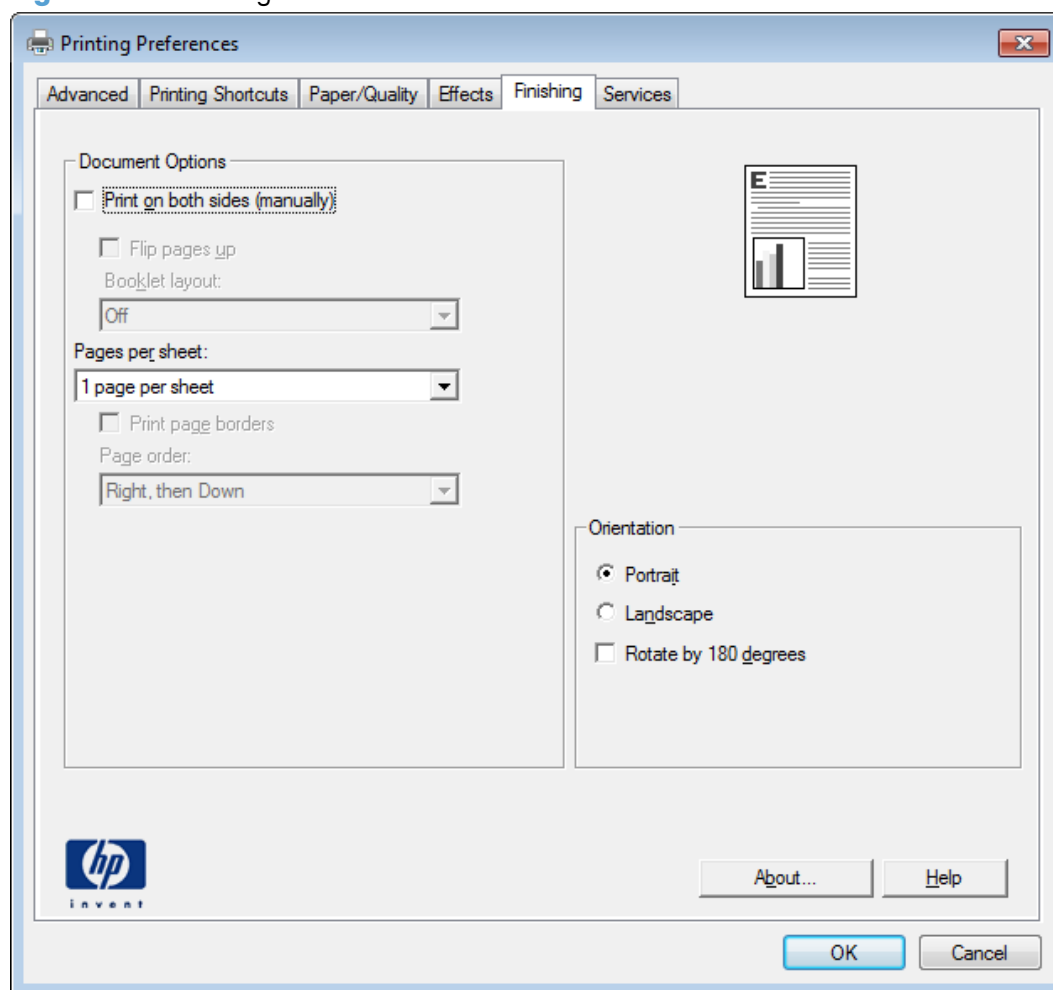 Printing Preferences
Advanced Printing Shortcuts Paper/Quality Effects Finishing Services
Document Options
Print on both sides (manually)
Flip pages up
Booklet layout:
Off
Pages per sheet:
1 page per sheet
Print page borders
Page order:
Right, then Down
E
Orientation
Portrait
Landscape
Rotate by 180 degrees
hp
invent
About... Help
OK Cancel